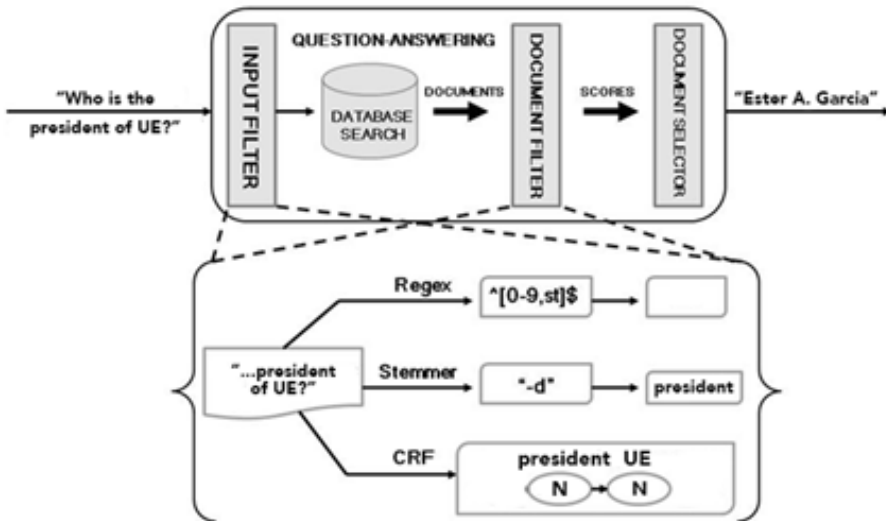 QUESTION-ANSWERING
INPUT FILTER
DATABASE
SEARCH
DOCUMENTS
DOCUMENT FILTER
SCORES
DOCUMENT SELECTOR
"Who is the
president of UE?"
"Ester A. Garcia"
Regex
^[0-9,st]$
"...president
of UE?"
Stemmer
"-d"
president
CRF
president UE
N N